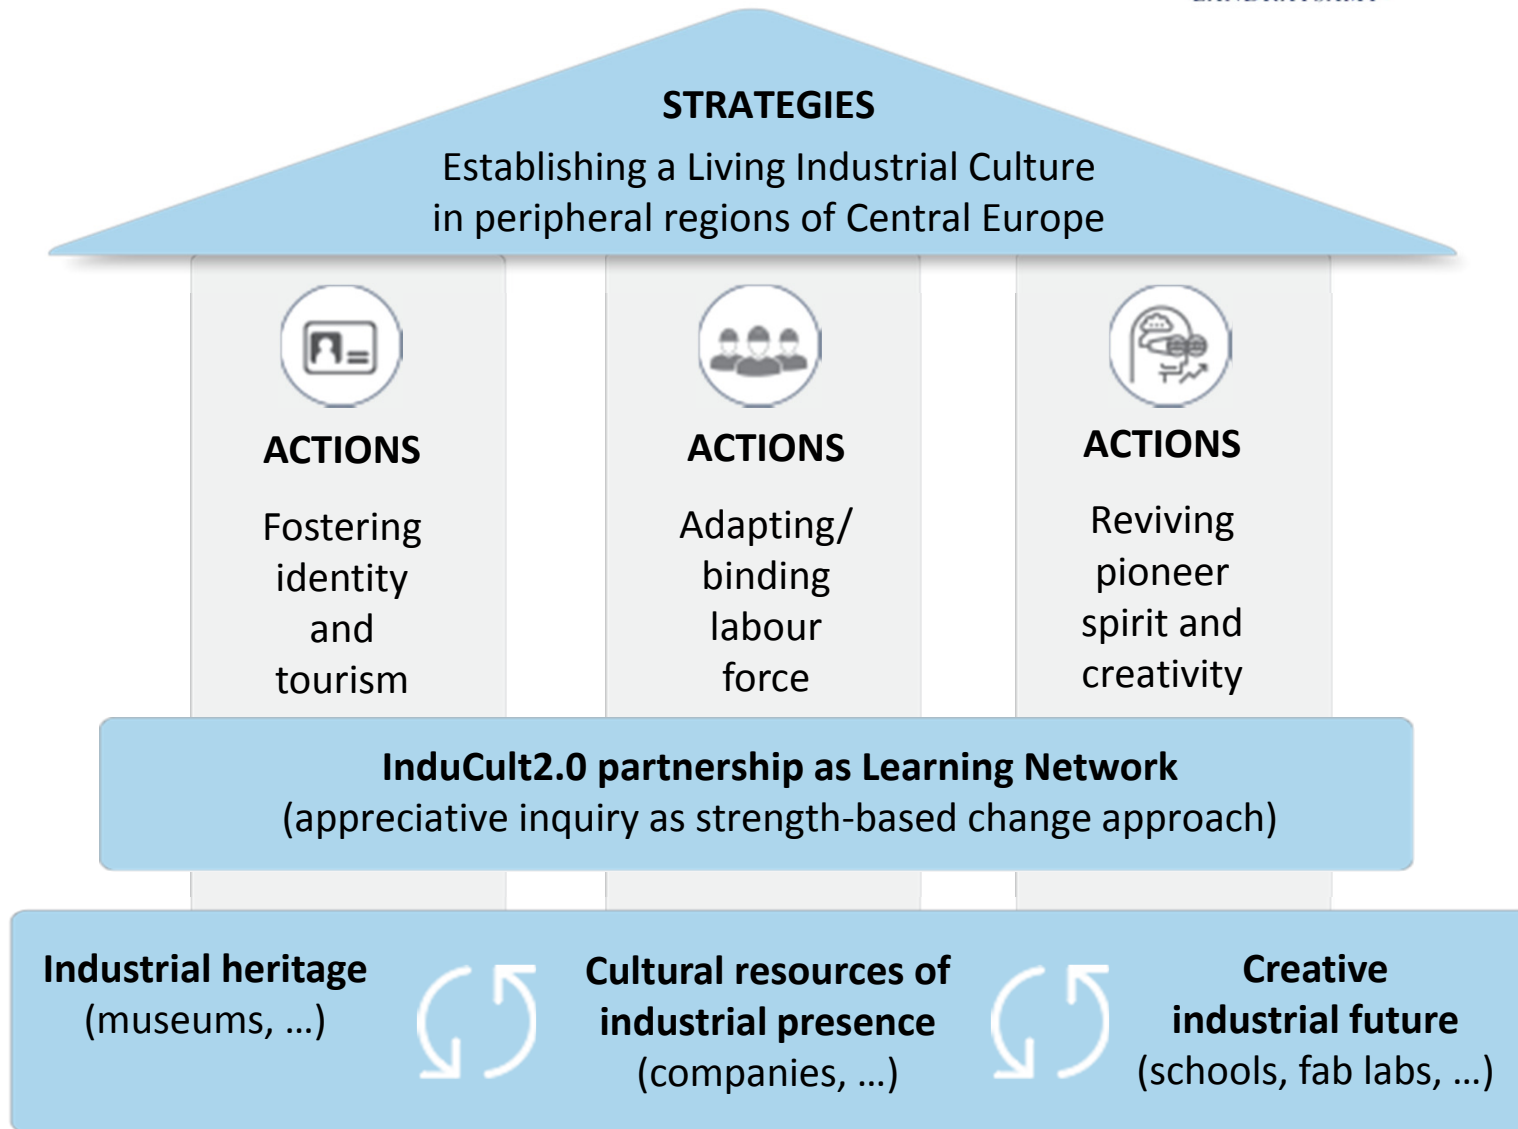 STRATEGIES
Establishing a Living Industrial Culture
in peripheral regions of Central Europe
ACTIONS
Fostering
identity
and
tourism
ACTIONS
Adapting/
binding
labour
force
ACTIONS
Reviving
pioneer
spirit and
creativity
InduCult2.0 partnership as Learning Network
(appreciative inquiry as strength-based change approach)
Industrial heritage
(museums, …)
Cultural resources of
industrial presence
(companies, …)
Creative
industrial future
(schools, fab labs, …)